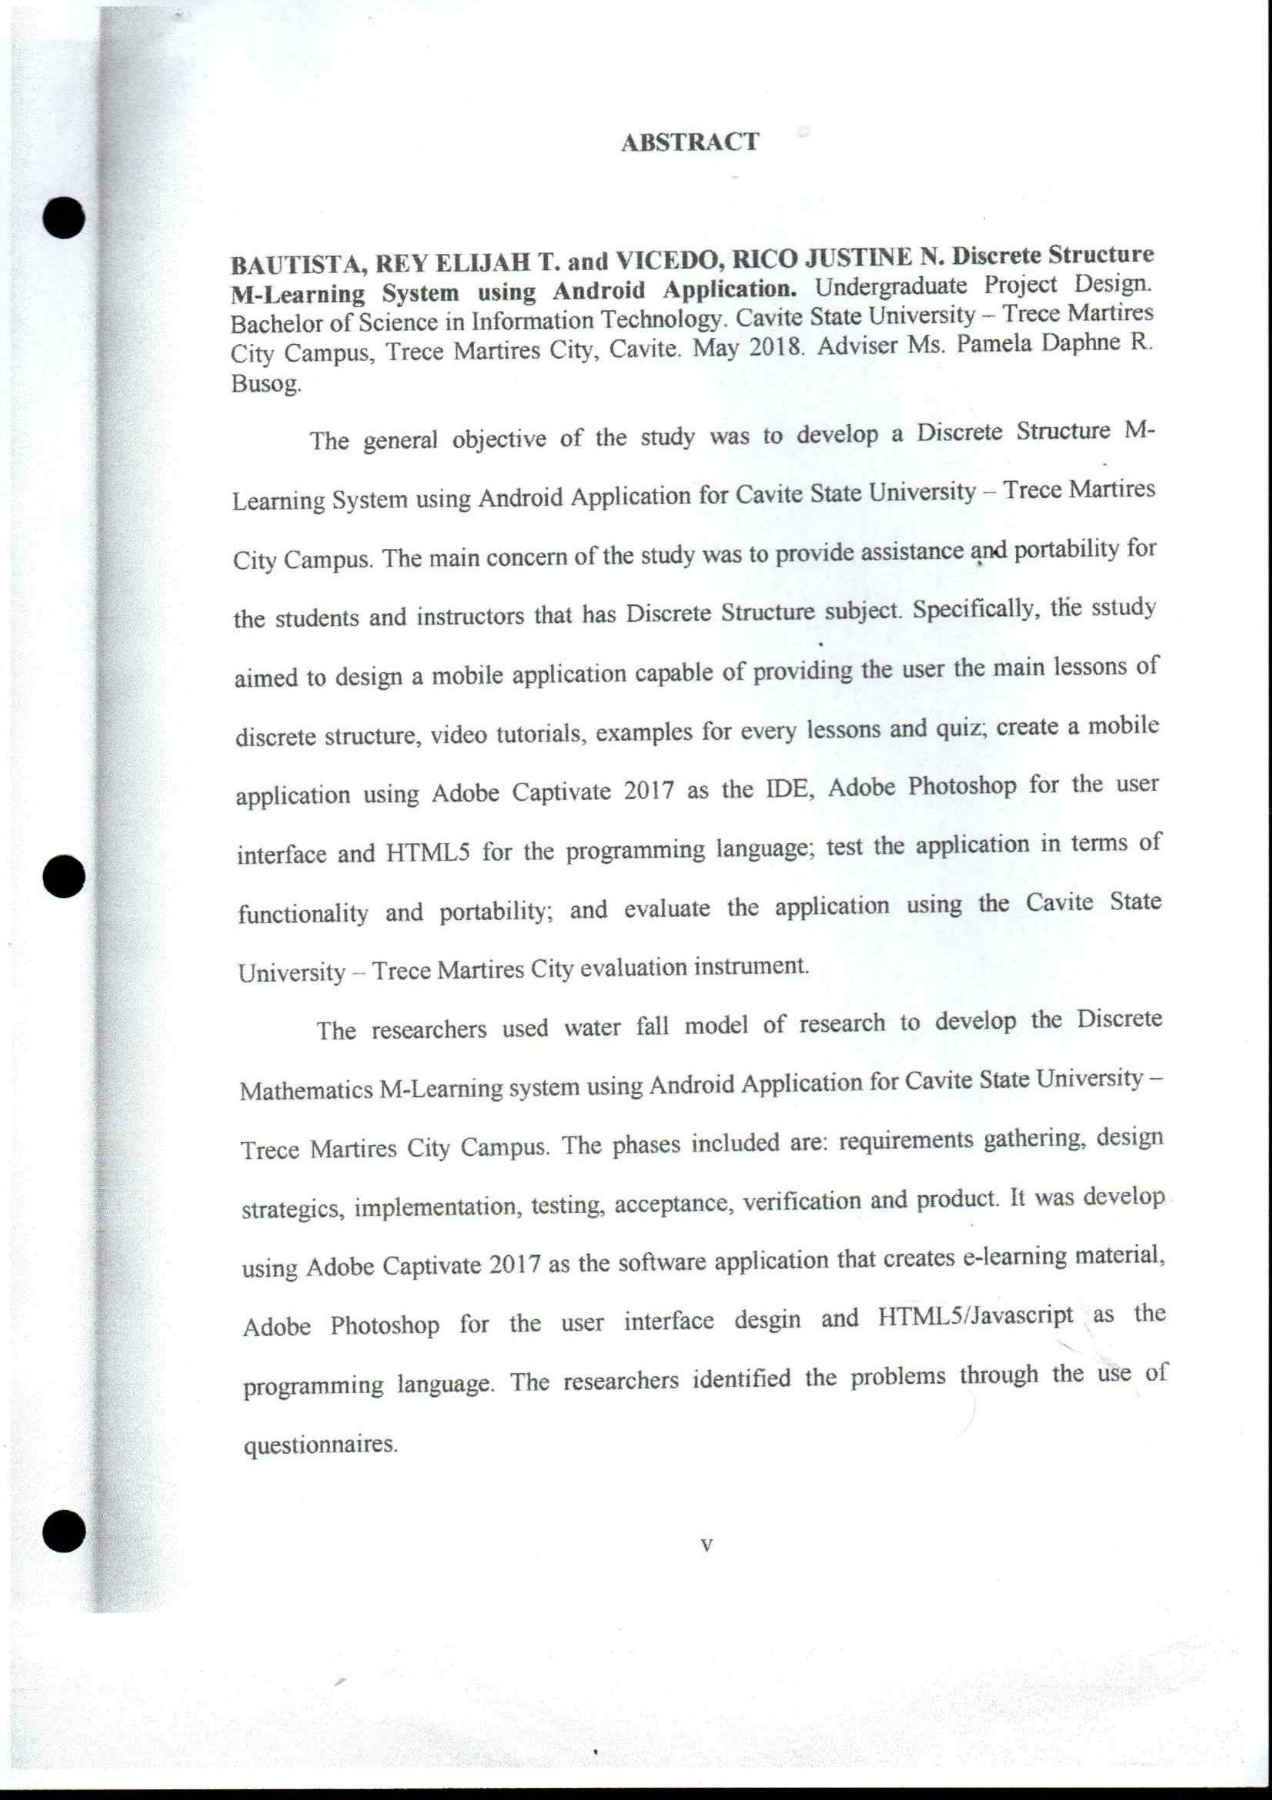 ABSTRACT
BAUTISTA, REY ELIJAH T. and VICEDO, RICO JUSTINE N. Discrete Structure
M-Learning System using Android Application. Undergraduate Project Design.
Bachelor of Science in Information Technology. Cavite State University – Trece Martires
City Campus, Trece Martires City, Cavite. May 2018. Adviser Ms. Pamela Daphne R.
Busog.
The general objective of the study was to develop a Discrete Structure M-
Learning System using Android Application for Cavite State University – Trece Martires
City Campus. The main concern of the study was to provide assistance and portability for
the students and instructors that has Discrete Structure subject. Specifically, the sstudy
aimed to design a mobile application capable of providing the user the main lessons of
discrete structure, video tutorials, examples for every lessons and quiz; create a mobile
application using Adobe Captivate 2017 as the IDE, Adobe Photoshop for the user
interface and HTML5 for the programming language; test the application in terms of
functionality and portability; and evaluate the application using the Cavite State
University – Trece Martires City evaluation instrument.
The researchers used water fall model of research to develop the Discrete
Mathematics M-Learning system using Android Application for Cavite State University –
Trece Martires City Campus. The phases included are: requirements gathering, design
strategics, implementation, testing, acceptance, verification and product. It was develop
using Adobe Captivate 2017 as the software application that creates e-learning material,
Adobe Photoshop for the user interface desgin and HTML5/Javascript as the
programming language. The researchers identified the problems through the use of
questionnaires.
v